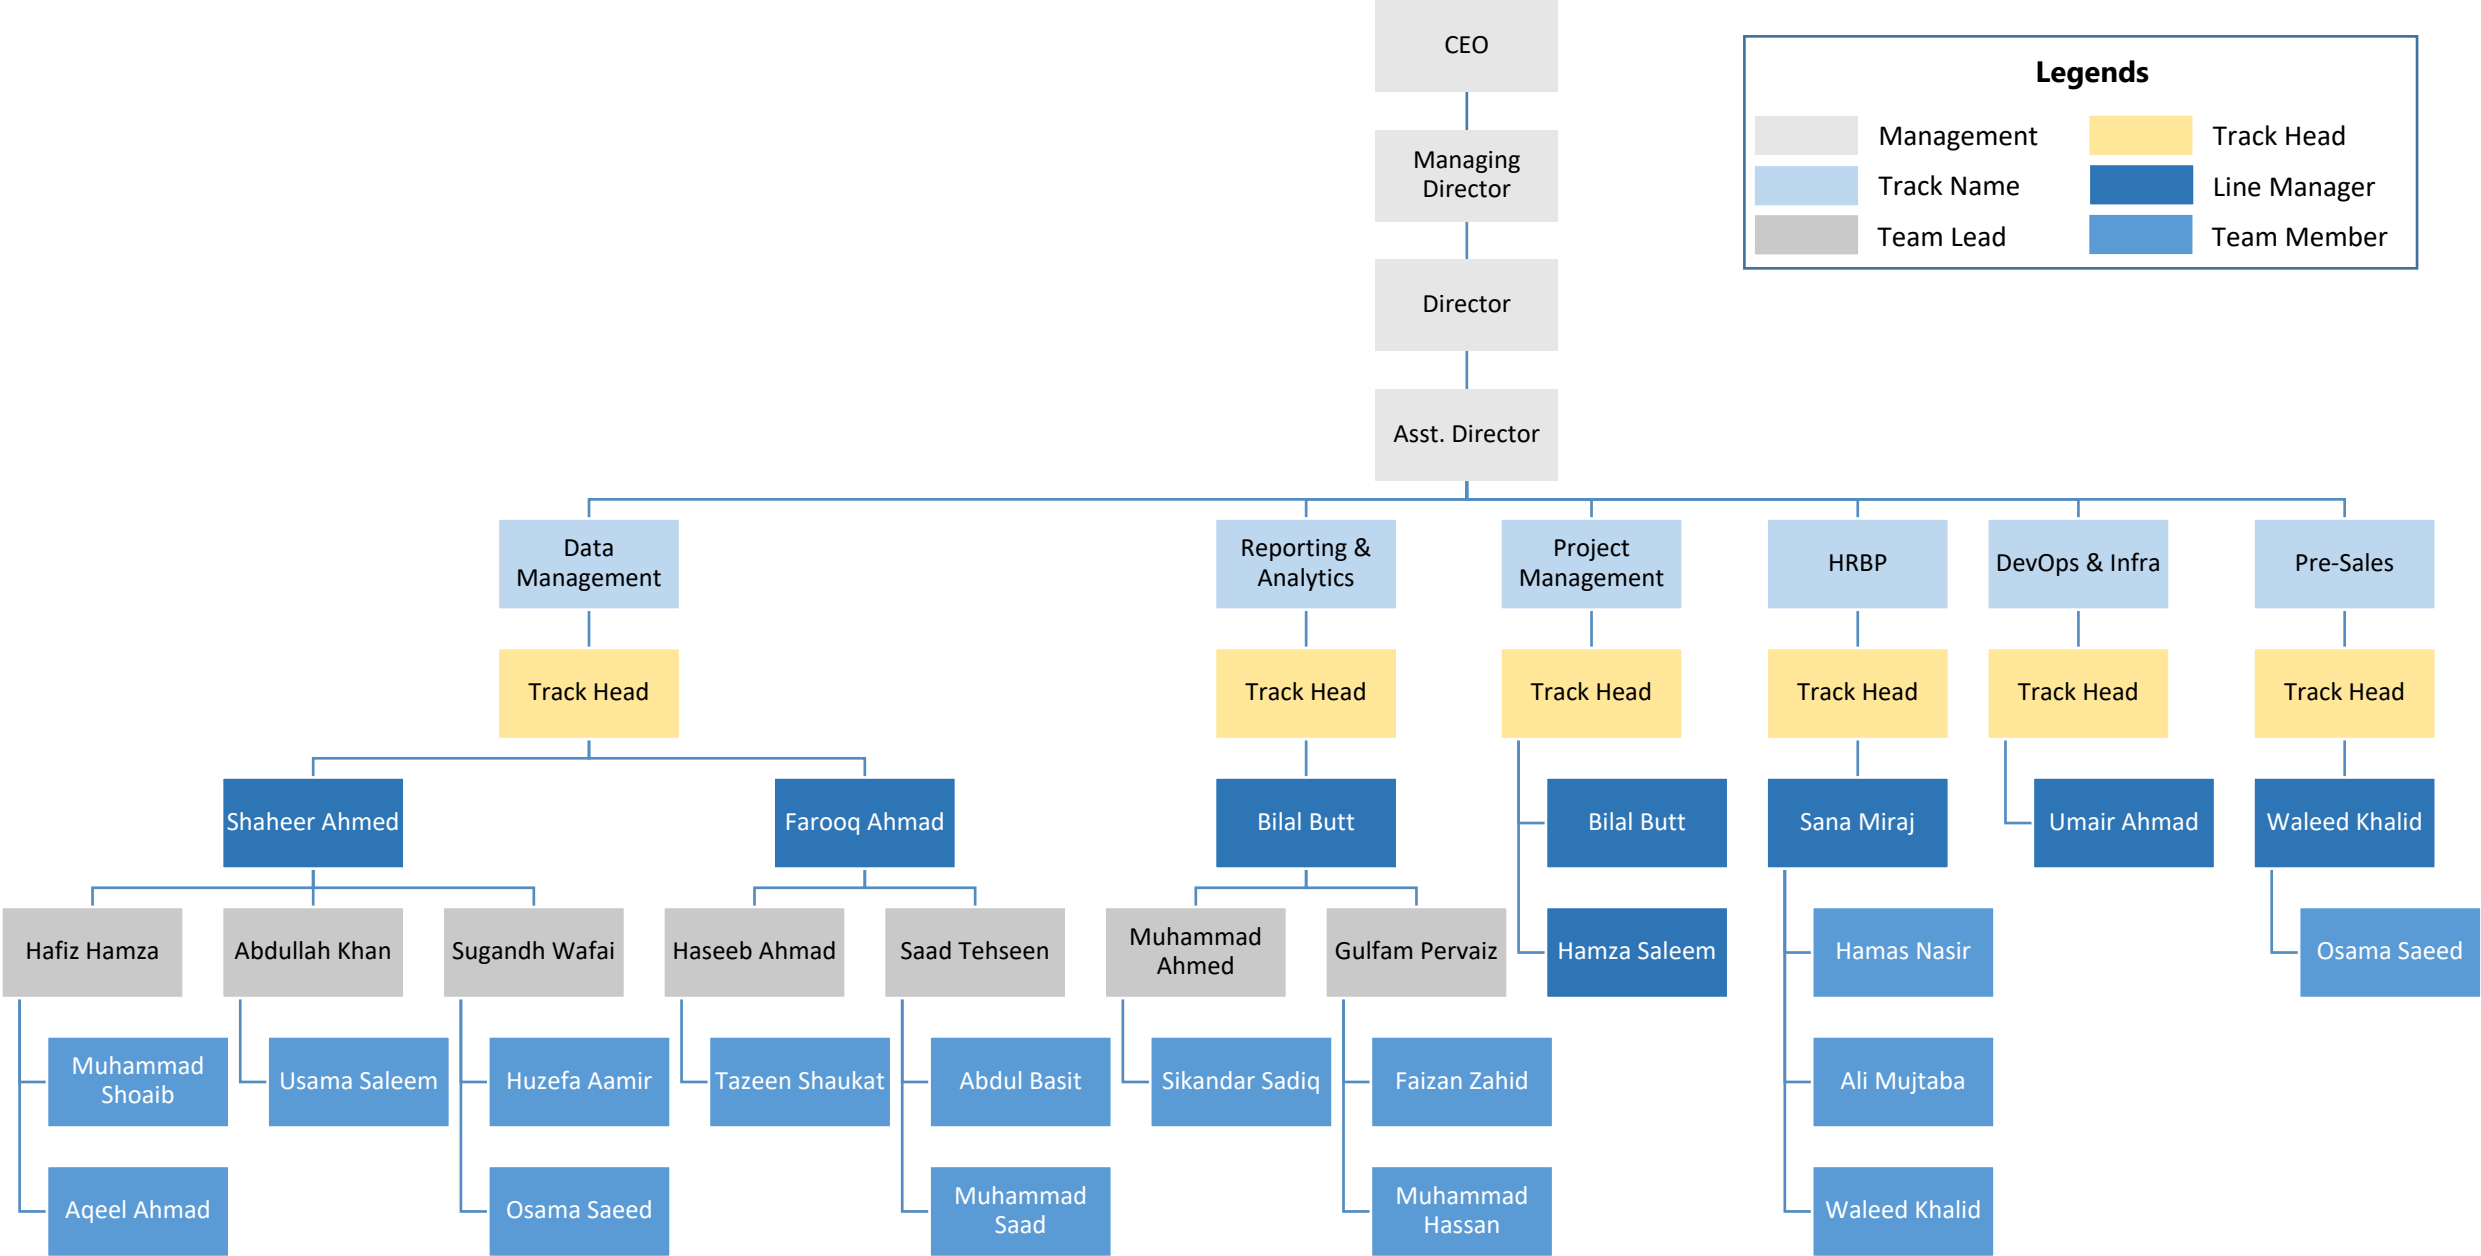 CEO
Legends
Management
Track Head
Track Name
Line Manager
Team Lead
Team Member
Managing
Director
Director
Asst. Director
Data
Management
Reporting &
Analytics
Project
Management
HRBP
DevOps & Infra
Pre-Sales
Track Head
Track Head
Track Head
Track Head
Track Head
Track Head
Shaheer Ahmed
Farooq Ahmad
Bilal Butt
Bilal Butt
Sana Miraj
Umair Ahmad
Waleed Khalid
Hafiz Hamza
Abdullah Khan
Sugandh Wafai
Haseeb Ahmad
Saad Tehseen
Muhammad
Ahmed
Gulfam Pervaiz
Hamza Saleem
Hamas Nasir
Osama Saeed
Muhammad
Shoaib
Usama Saleem
Huzefa Aamir
Tazeen Shaukat
Abdul Basit
Sikandar Sadiq
Faizan Zahid
Ali Mujtaba
Aqeel Ahmad
Osama Saeed
Muhammad
Saad
Muhammad
Hassan
Waleed Khalid